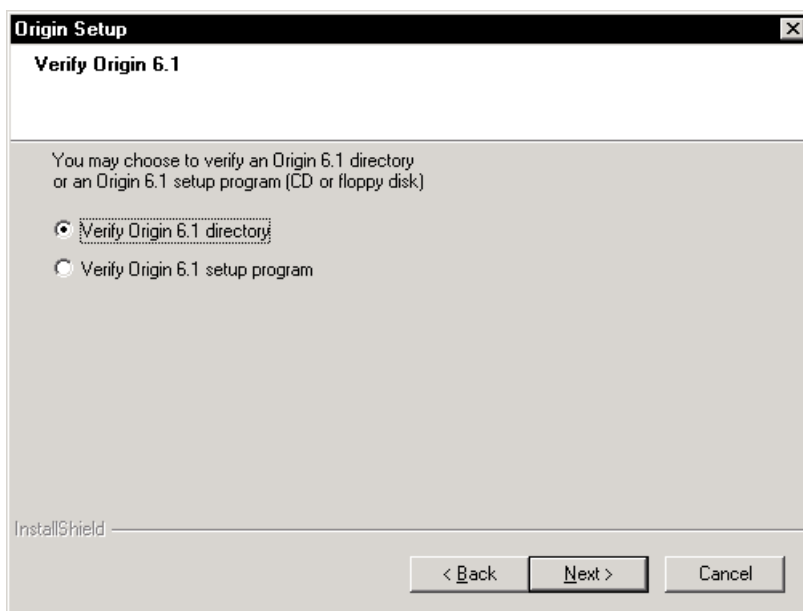 Origin Setup
Verify Origin 6.1
You may choose to verify an Origin 6.1 directory
or an Origin 6.1 setup program (CD or floppy disk)
Verify Origin 6.1 directory
Verify Origin 6.1 setup program
InstallShield
< Back
Next >
Cancel